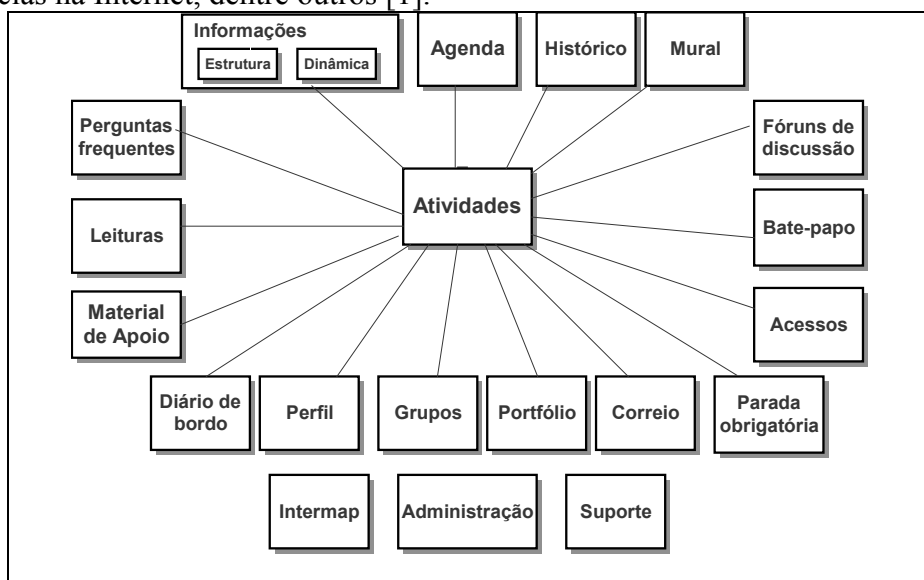 elas na Internet, dentre outros [1].
Informações
Estrutura
Dinâmica
Agenda
Histórico
Mural
Perguntas
frequentes
Fóruns de
discussão
Atividades
Leituras
Bate-papo
Material
de Apoio
Acessos
Diário de
bordo
Perfil
Grupos
Portfólio
Correio
Parada
obrigatória
Intermap
Administração
Suporte